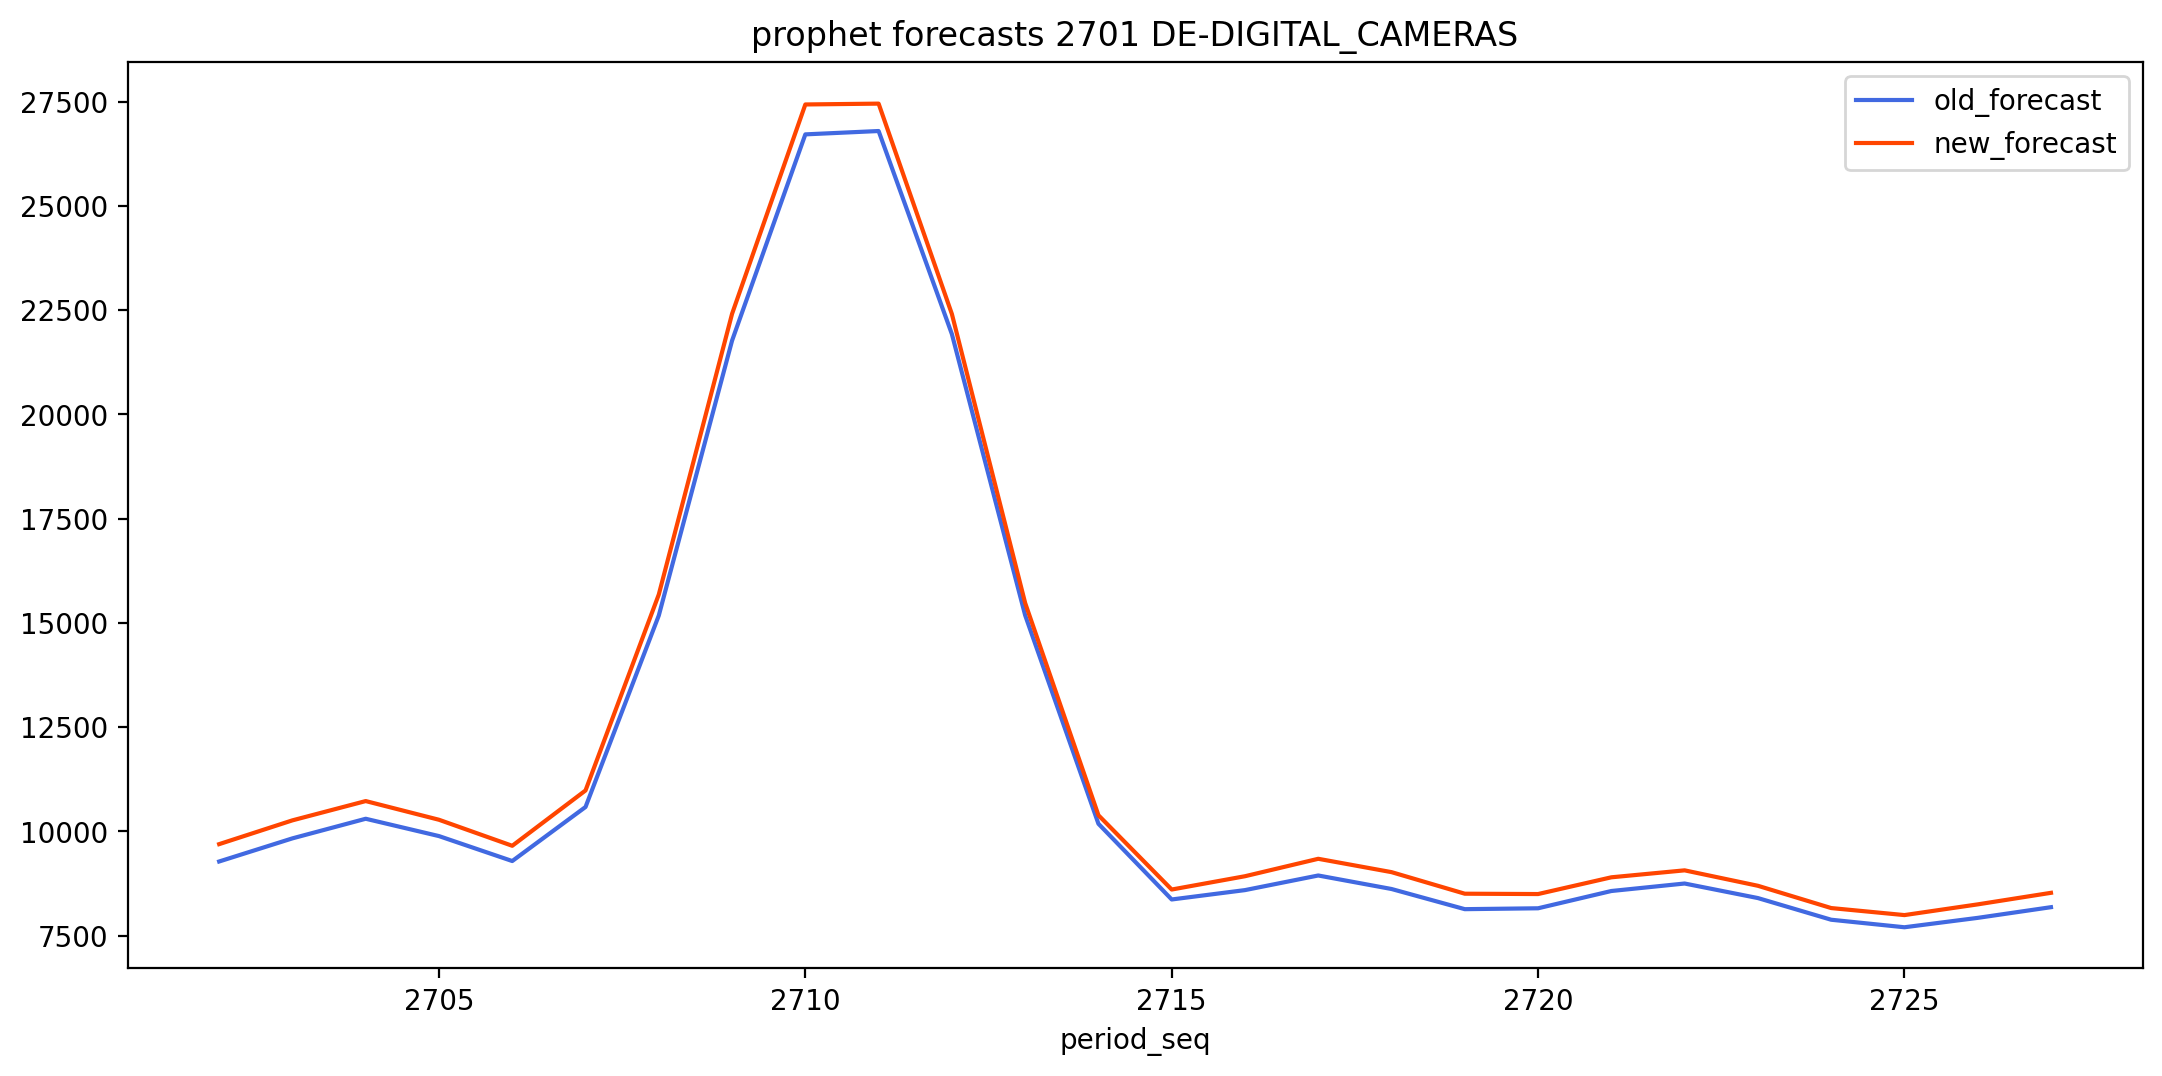 prophet forecasts 2701 DE-DIGITAL_CAMERAS
old_forecast
new_forecast
27500
25000
22500
20000
17500
15000
12500
10000
7500
2705 2710 2715 2720 2725
period_seq